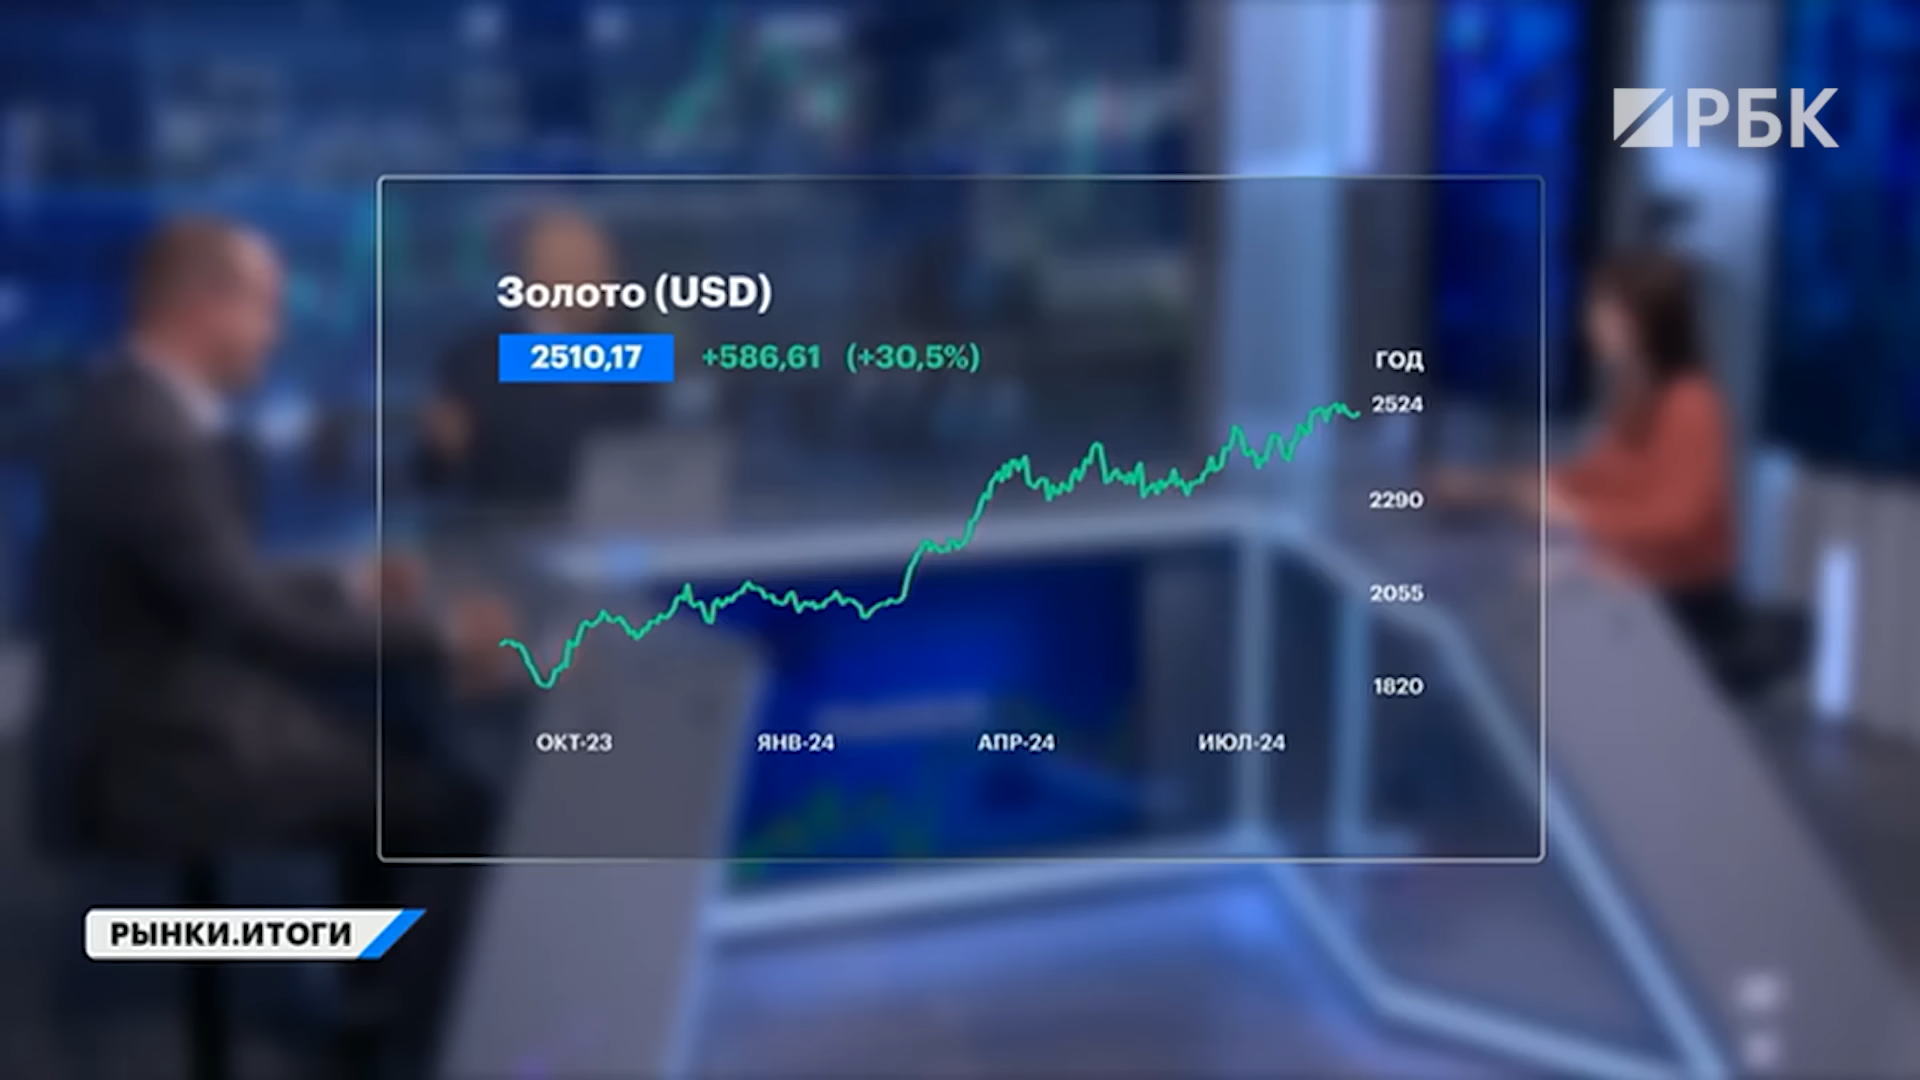 РБК
Золото (USD)
2510,17 +586,61 (+30,5%)
ГОД
2524
2290
2055
1820
ОКТ-23 ЯНВ-24 АПР-24 ИЮЛ-24
РЫНКИ.ИТОГИ